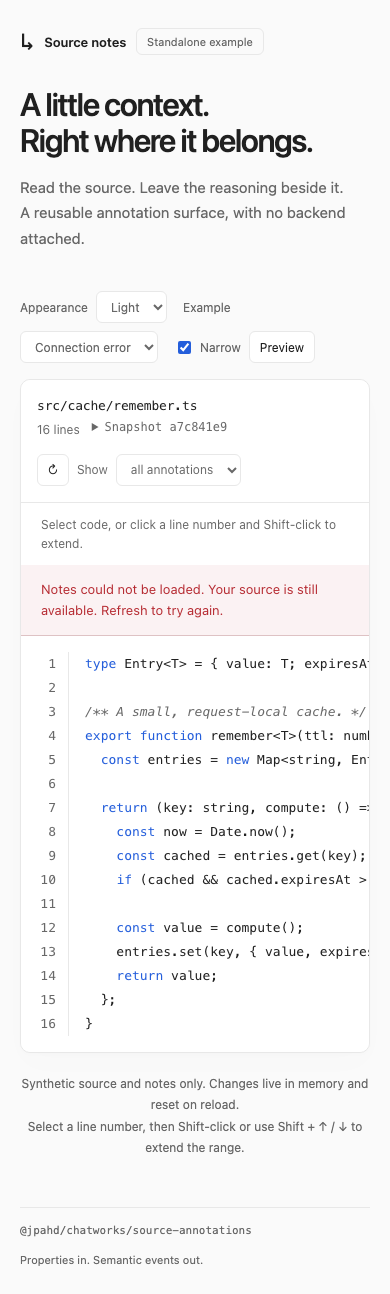 Source notes Standalone example
A little context.
Right where it belongs.
Read the source. Leave the reasoning beside it.
A reusable annotation surface, with no backend
attached.
Appearance Light Example
Connection error Narrow Preview
src/cache/remember.ts
16 lines ▶ Snapshot a7c841e9
↻ Show all annotations
Select code, or click a line number and Shift-click to
extend.
Notes could not be loaded. Your source is still
available. Refresh to try again.
1 type Entry<T> = { value: T; expiresAt
2
3 /** A small, request-local cache. */
4 export function remember<T>(ttl: numb
5 const entries = new Map<string, Ent
6
7 return (key: string, compute: () =>
8 const now = Date.now();
9 const cached = entries.get(key);
10 if (cached && cached.expiresAt >
11
12 const value = compute();
13 entries.set(key, { value, expires
14 return value;
15 };
16 }
Synthetic source and notes only. Changes live in memory and
reset on reload.
Select a line number, then Shift-click or use Shift + ↑ / ↓ to
extend the range.
@jpahd/chatworks/source-annotations
Properties in. Semantic events out.